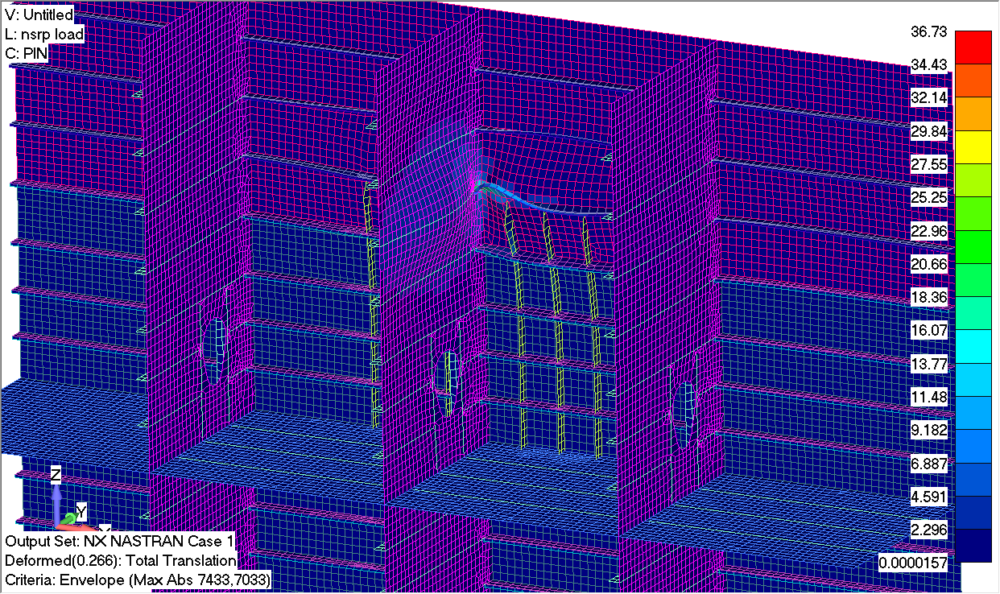 V: Untitled
L: nsrp load
C: PIN
36.73
34.43
32.14
29.84
27.55
25.25
22.96
20.66
18.36
16.07
13.77
11.48
9.182
6.887
4.591
2.296
0.0000157
Z
Y
X
Output Set: NX NASTRAN Case 1
Deformed(0.266): Total Translation
Criteria: Envelope (Max Abs 7433,7033)